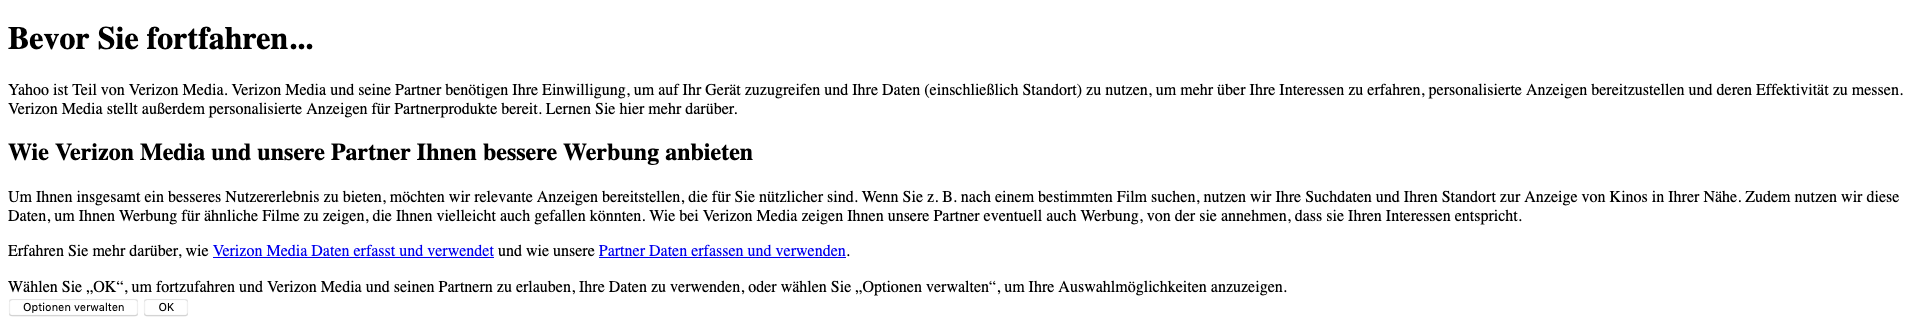 Bevor Sie fortfahren...
Yahoo ist Teil von Verizon Media. Verizon Media und seine Partner benötigen Ihre Einwilligung, um auf Ihr Gerät zuzugreifen und Ihre Daten (einschließlich Standort) zu nutzen, um mehr über Ihre Interessen zu erfahren, personalisierte Anzeigen bereitzustellen und deren Effektivität zu messen.
Verizon Media stellt außerdem personalisierte Anzeigen für Partnerprodukte bereit. Lernen Sie hier mehr darüber.
Wie Verizon Media und unsere Partner Ihnen bessere Werbung anbieten
Um Ihnen insgesamt ein besseres Nutzererlebnis zu bieten, möchten wir relevante Anzeigen bereitstellen, die für Sie nützlicher sind. Wenn Sie z. B. nach einem bestimmten Film suchen, nutzen wir Ihre Suchdaten und Ihren Standort zur Anzeige von Kinos in Ihrer Nähe. Zudem nutzen wir diese
Daten, um Ihnen Werbung für ähnliche Filme zu zeigen, die Ihnen vielleicht auch gefallen könnten. Wie bei Verizon Media zeigen Ihnen unsere Partner eventuell auch Werbung, von der sie annehmen, dass sie Ihren Interessen entspricht.
Erfahren Sie mehr darüber, wie Verizon Media Daten erfasst und verwendet und wie unsere Partner Daten erfassen und verwenden.
Wählen Sie „OK“, um fortzufahren und Verizon Media und seinen Partnern zu erlauben, Ihre Daten zu verwenden, oder wählen Sie „Optionen verwalten“, um Ihre Auswahlmöglichkeiten anzuzeigen.
Optionen verwalten OK